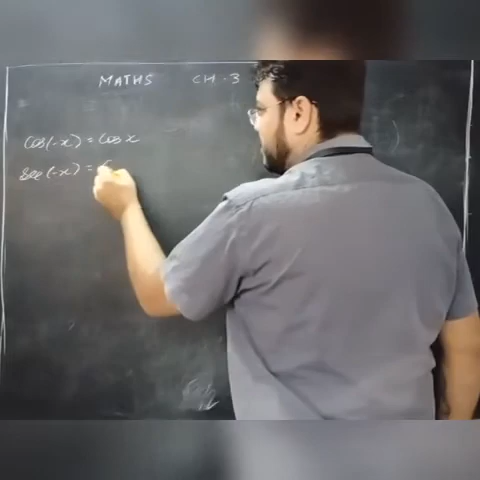 MATHS CH-3
cos(-x) = cos x
sec(-x) =